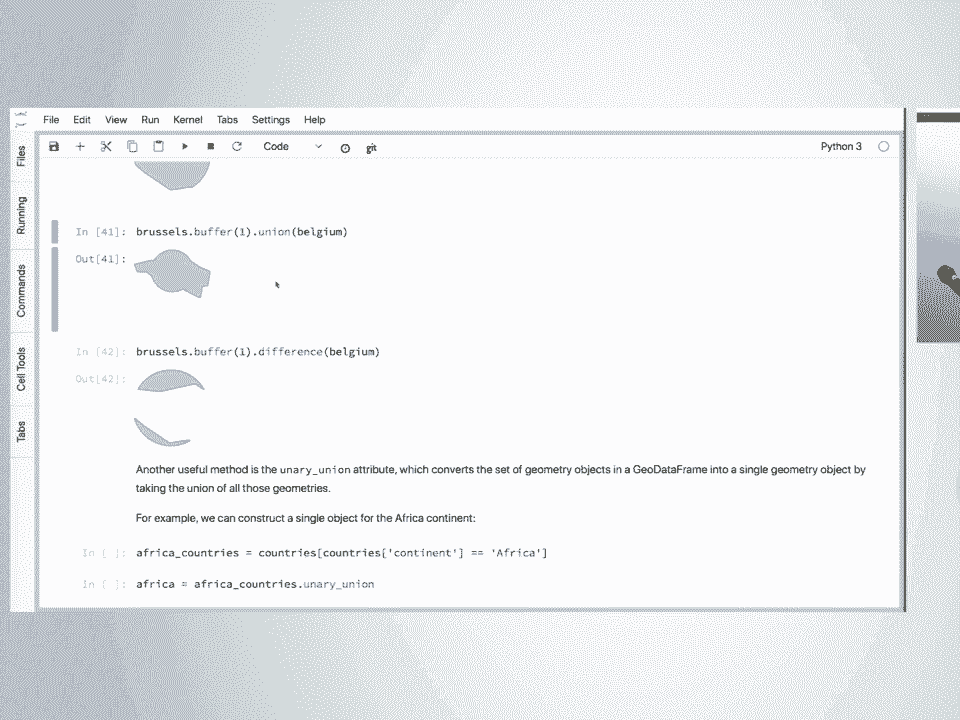 File Edit View Run Kernel Tabs Settings Help
Code
git
Python 3
Files
Running
Commands
Cell Tools
Tabs
In [41]: brussels.buffer(1).union(belgium)
Out[41]:
In [42]: brussels.buffer(1).difference(belgium)
Out[42]:
Another useful method is the unary_union attribute, which converts the set of geometry objects in a GeoDataFrame into a single geometry object by
taking the union of all those geometries.
For example, we can construct a single object for the Africa continent:
In [ ]: africa_countries = countries[countries['continent'] == 'Africa']
In [ ]: africa = africa_countries.unary_union